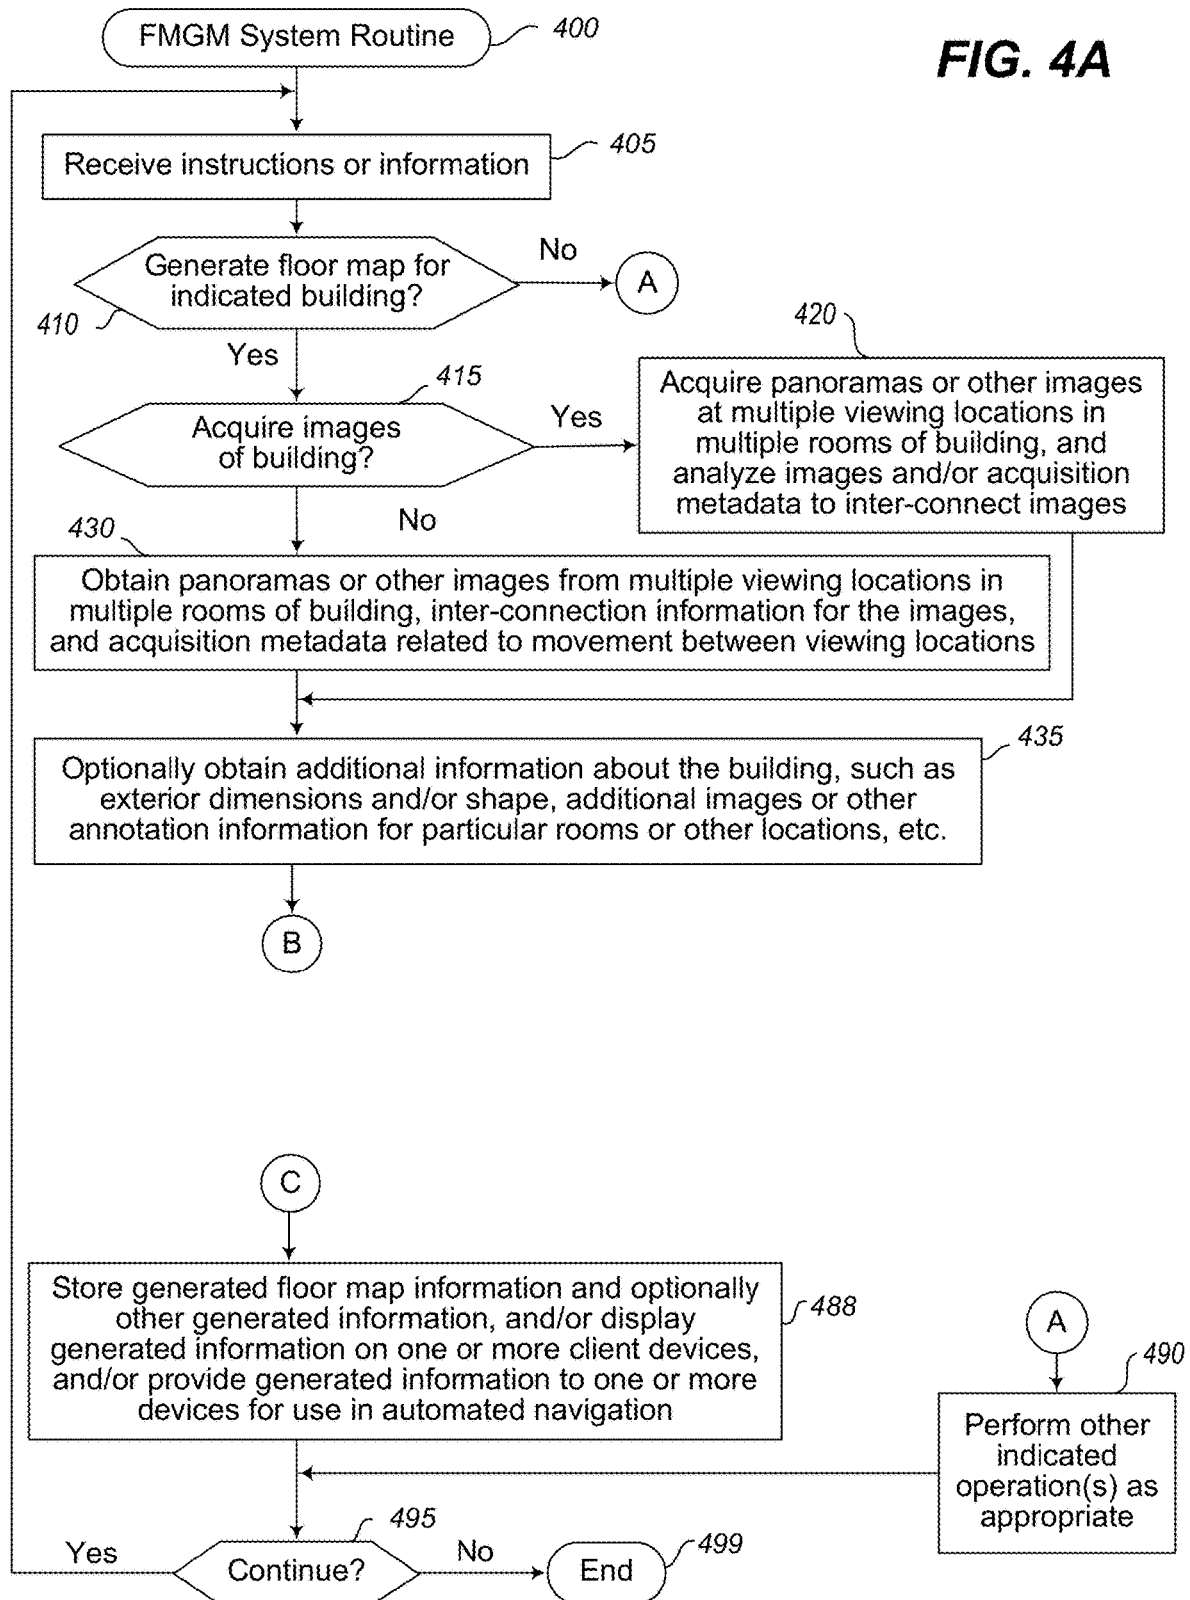 FMGM System Routine
400
FIG. 4A
Receive instructions or information
405
Generate floor map for
indicated building?
410
No
A
Yes
415
Acquire images
of building?
Yes
420
Acquire panoramas or other images
at multiple viewing locations in
multiple rooms of building, and
analyze images and/or acquisition
metadata to inter-connect images
No
430
Obtain panoramas or other images from multiple viewing locations in
multiple rooms of building, inter-connection information for the images,
and acquisition metadata related to movement between viewing locations
435
Optionally obtain additional information about the building, such as
exterior dimensions and/or shape, additional images or other
annotation information for particular rooms or other locations, etc.
B
C
Store generated floor map information and optionally
other generated information, and/or display
generated information on one or more client devices,
and/or provide generated information to one or more
devices for use in automated navigation
488
A
490
Perform other
indicated
operation(s) as
appropriate
495
Continue?
Yes
No
End
499